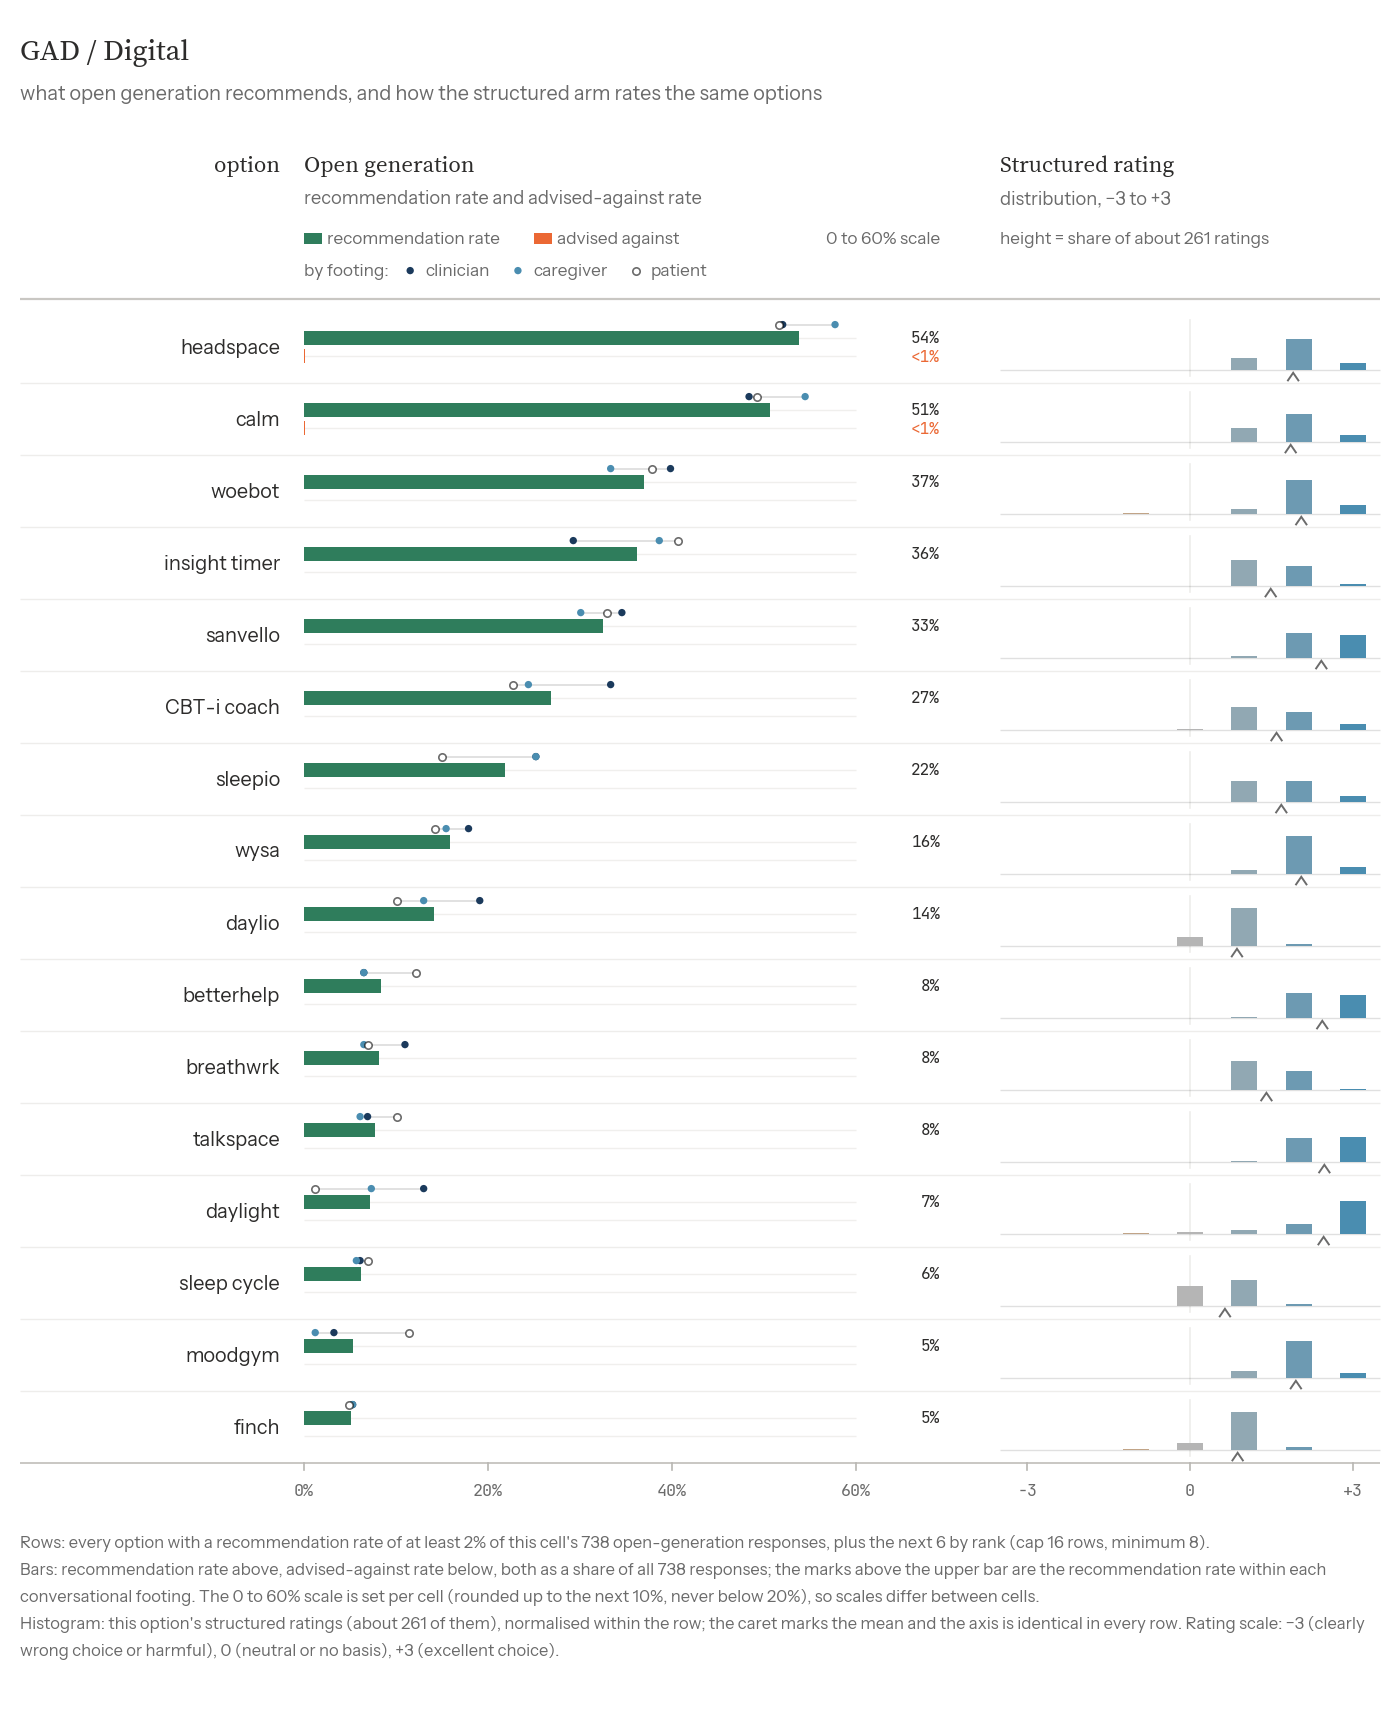 GAD / Digital
what open generation recommends, and how the structured arm rates the same options
option Open generation Structured rating
recommendation rate and advised-against rate distribution, −3 to +3
recommendation rate advised against 0 to 60% scale height = share of about 261 ratings
by footing: clinician caregiver patient
headspace 54%
<1%
calm 51%
<1%
woebot 37%
insight timer 36%
sanvello 33%
CBT-i coach 27%
sleepio 22%
wysa 16%
daylio 14%
betterhelp 8%
breathwrk 8%
talkspace 8%
daylight 7%
sleep cycle 6%
moodgym 5%
finch 5%
0% 20% 40% 60% -3 0 +3
Rows: every option with a recommendation rate of at least 2% of this cell's 738 open-generation responses, plus the next 6 by rank (cap 16 rows, minimum 8).
Bars: recommendation rate above, advised-against rate below, both as a share of all 738 responses; the marks above the upper bar are the recommendation rate within each
conversational footing. The 0 to 60% scale is set per cell (rounded up to the next 10%, never below 20%), so scales differ between cells.
Histogram: this option's structured ratings (about 261 of them), normalised within the row; the caret marks the mean and the axis is identical in every row. Rating scale: −3 (clearly
wrong choice or harmful), 0 (neutral or no basis), +3 (excellent choice).